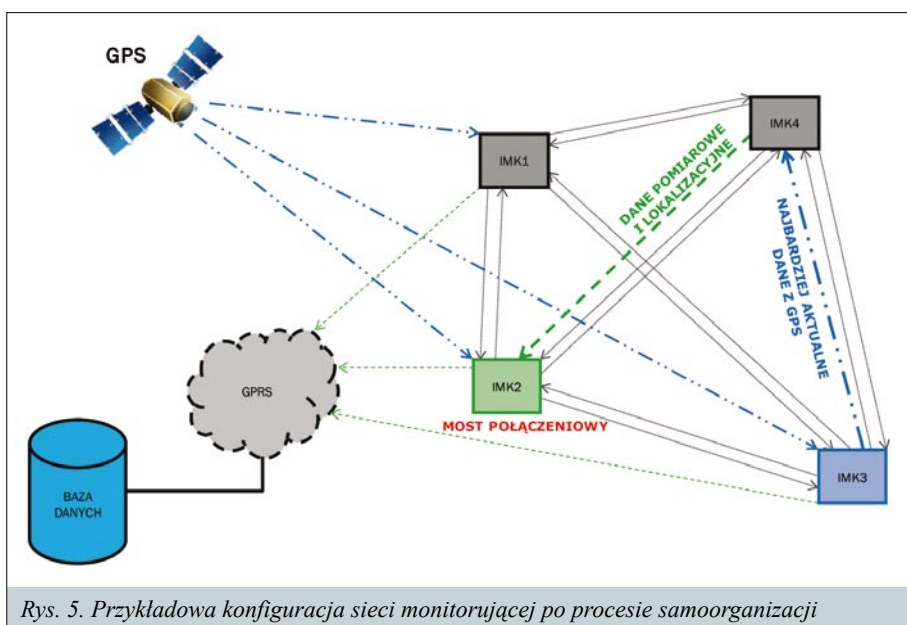 GPS
IMK1
IMK4
DANE POMIAROWE
I LOKALIZACYJNE
NAJBARDZIEJ AKTUALNE
DANE Z GPS
GPRS
IMK2
MOST POŁĄCZENIOWY
IMK3
BAZA
DANYCH
Rys. 5. Przykładowa konfiguracja sieci monitorującej po procesie samoorganizacji